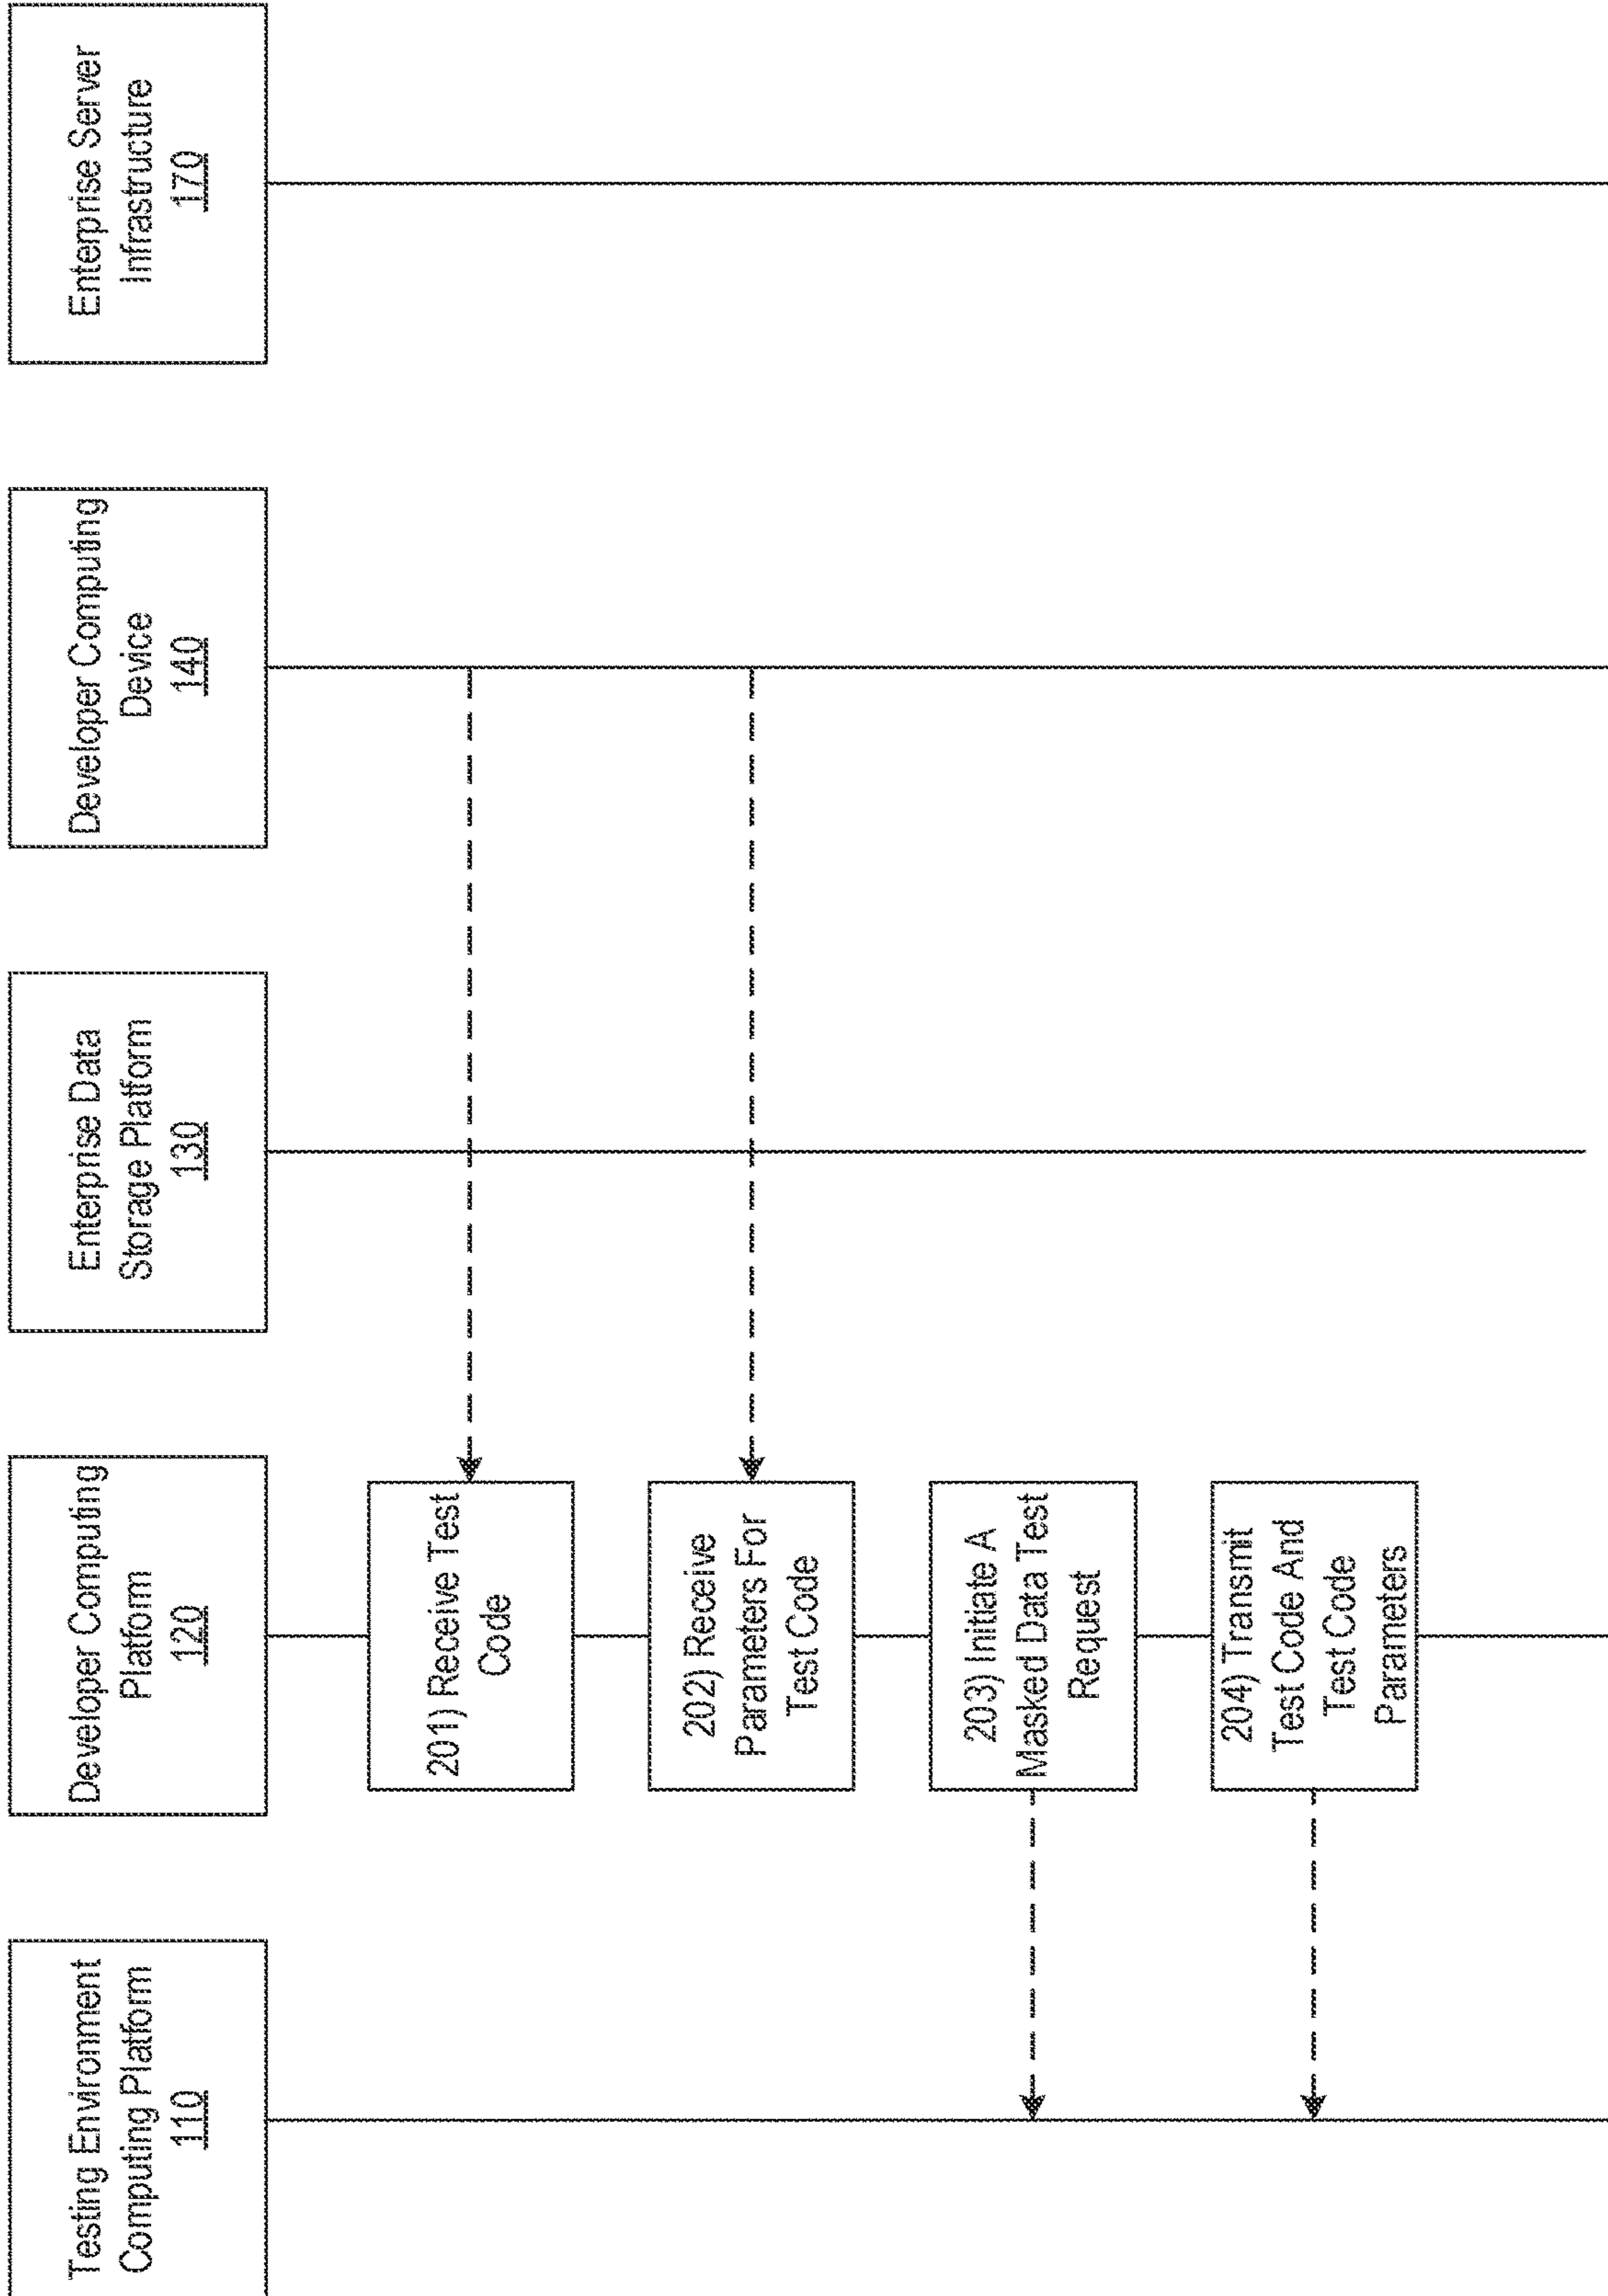 Testing Environment
Computing Platform
110
Developer Computing
Platform
120
Enterprise Data
Storage Platform
130
Developer Computing
Device
140
Enterprise Server
Infrastructure
170
201) Receive Test
Code
202) Receive
Parameters For
Test Code
203) Initiate A
Masked Data Test
Request
204) Transmit
Test Code And
Test Code
Parameters